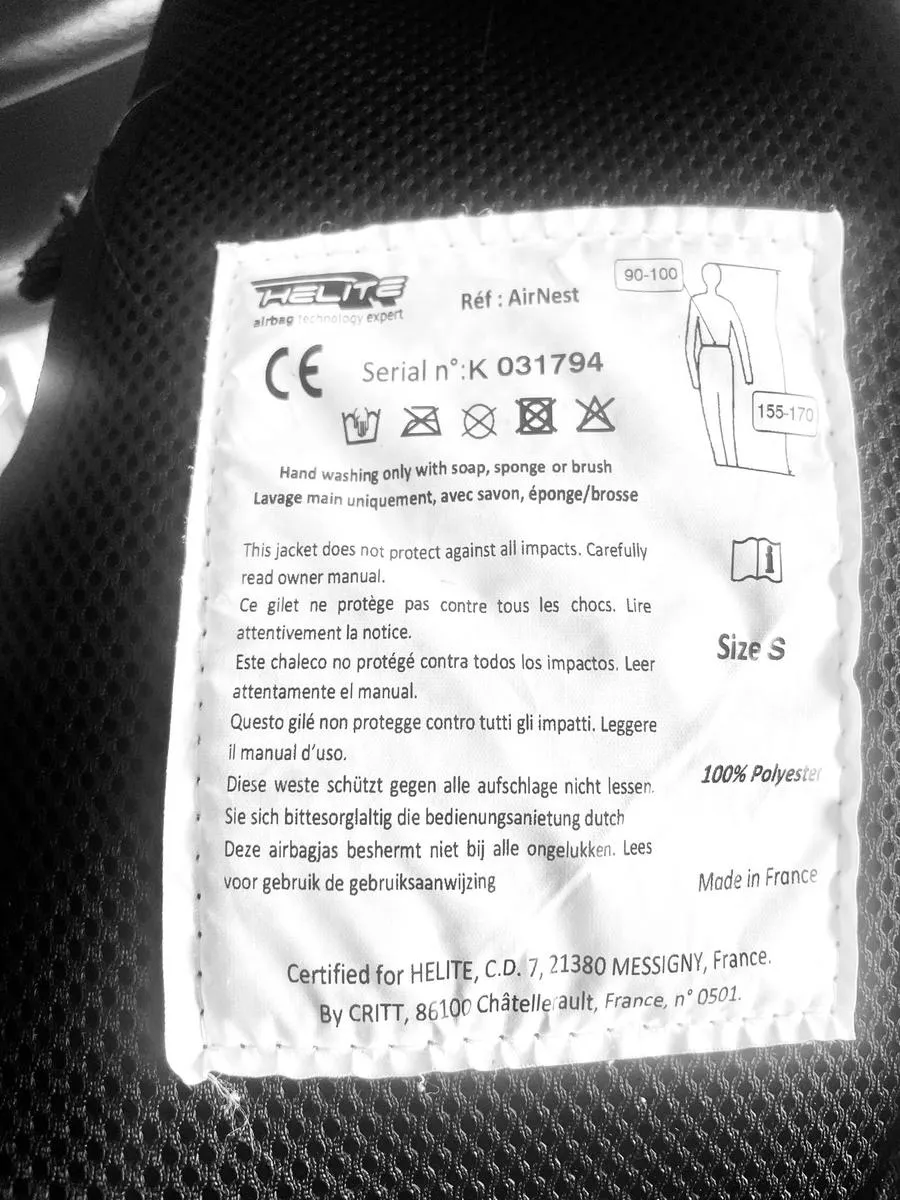 HELITE
airbag technology expert
Réf : AirNest
90-100
CE
Serial n°:K 031794
155-170
Hand washing only with soap, sponge or brush
Lavage main uniquement, avec savon, éponge/brosse
This jacket does not protect against all impacts. Carefully
read owner manual.
Ce gilet ne protège pas contre tous les chocs. Lire
attentivement la notice.
Este chaleco no protégé contra todos los impactos. Leer
attentamente el manual.
Questo gilé non protegge contro tutti gli impatti. Leggere
il manual d'uso.
Diese weste schützt gegen alle aufschlage nicht lessen.
Sie sich bittesorglaltig die bedienungsanietung dutch
Deze airbagjas beshermt niet bij alle ongelukken. Lees
voor gebruik de gebruiksaanwijzing
i
Size S
100% Polyester
Made in France
Certified for HELITE, C.D. 7, 21380 MESSIGNY, France.
By CRITT, 86100 Châtellerault, France, n° 0501.